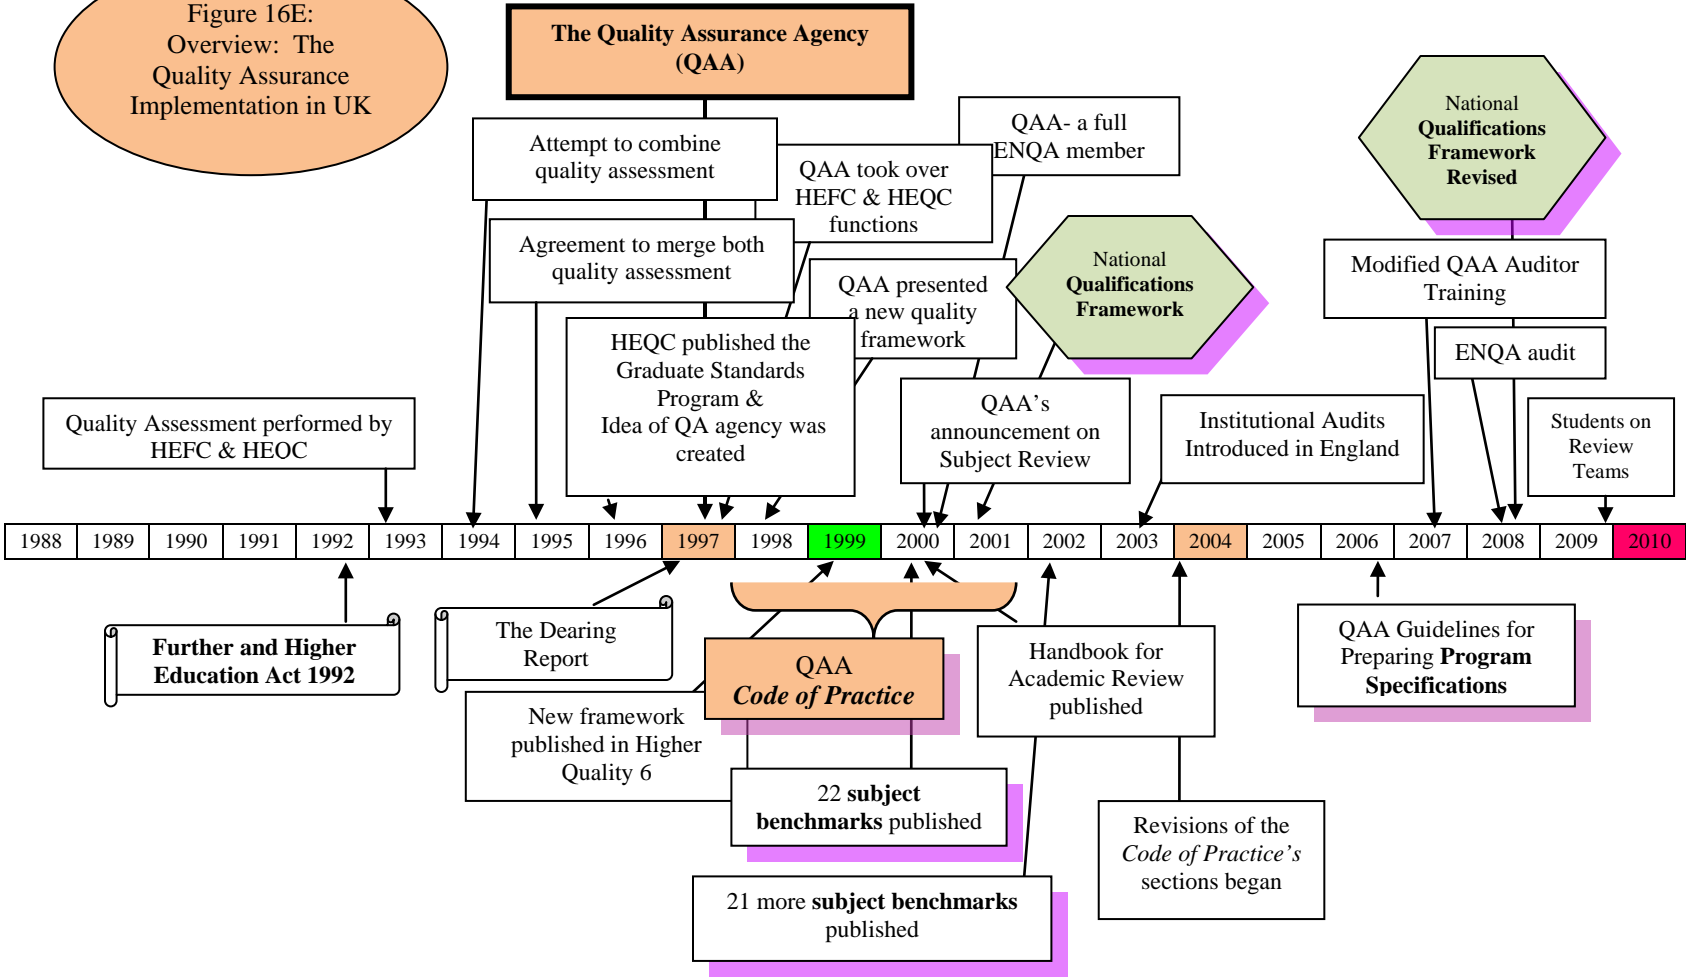 Figure 16E:
Overview: The
Quality Assurance
Implementation in UK
The Quality Assurance Agency
(QAA)
Attempt to combine
quality assessment
QAA took over
HEFC & HEQC
functions
QAA- a full
ENQA member
National
Qualifications
Framework
Revised
Agreement to merge both
quality assessment
QAA presented
a new quality
framework
National
Qualifications
Framework
Modified QAA Auditor
Training
HEQC published the
Graduate Standards
Program &
Idea of QA agency was
created
ENQA audit
Quality Assessment performed by
HEFC & HEQC
QAA's
announcement on
Subject Review
Institutional Audits
Introduced in England
Students on
Review
Teams
1988 1989 1990 1991 1992 1993 1994 1995 1996 1997 1998 1999 2000 2001 2002 2003 2004 2005 2006 2007 2008 2009 2010
Further and Higher
Education Act 1992
The Dearing
Report
QAA
Code of Practice
Handbook for
Academic Review
published
QAA Guidelines for
Preparing Program
Specifications
New framework
published in Higher
Quality 6
22 subject
benchmarks published
Revisions of the
Code of Practice's
sections began
21 more subject benchmarks
published